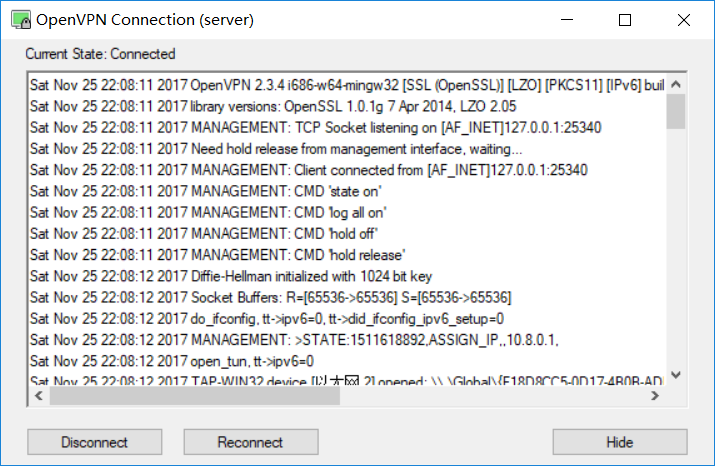 OpenVPN Connection (server)
Current State: Connected
Sat Nov 25 22:08:11 2017 OpenVPN 2.3.4 i686-w64-mingw32 [SSL (OpenSSL)] [LZO] [PKCS11] [IPv6] buil
Sat Nov 25 22:08:11 2017 library versions: OpenSSL 1.0.1g 7 Apr 2014, LZO 2.05
Sat Nov 25 22:08:11 2017 MANAGEMENT: TCP Socket listening on [AF_INET]127.0.0.1:25340
Sat Nov 25 22:08:11 2017 Need hold release from management interface, waiting...
Sat Nov 25 22:08:11 2017 MANAGEMENT: Client connected from [AF_INET]127.0.0.1:25340
Sat Nov 25 22:08:11 2017 MANAGEMENT: CMD 'state on'
Sat Nov 25 22:08:11 2017 MANAGEMENT: CMD 'log all on'
Sat Nov 25 22:08:11 2017 MANAGEMENT: CMD 'hold off'
Sat Nov 25 22:08:11 2017 MANAGEMENT: CMD 'hold release'
Sat Nov 25 22:08:12 2017 Diffie-Hellman initialized with 1024 bit key
Sat Nov 25 22:08:12 2017 Socket Buffers: R=[65536->65536] S=[65536->65536]
Sat Nov 25 22:08:12 2017 do_ifconfig, tt->ipv6=0, tt->did_ifconfig_ipv6_setup=0
Sat Nov 25 22:08:12 2017 MANAGEMENT: >STATE:1511618892,ASSIGN_IP,,10.8.0.1,
Sat Nov 25 22:08:12 2017 open_tun, tt->ipv6=0
Sat Nov 25 22:08:12 2017 TAP-WIN32 device [以太网 2] opened: \\.\Global\{F18D8CC5-0D17-4B0B-AD
Disconnect
Reconnect
Hide